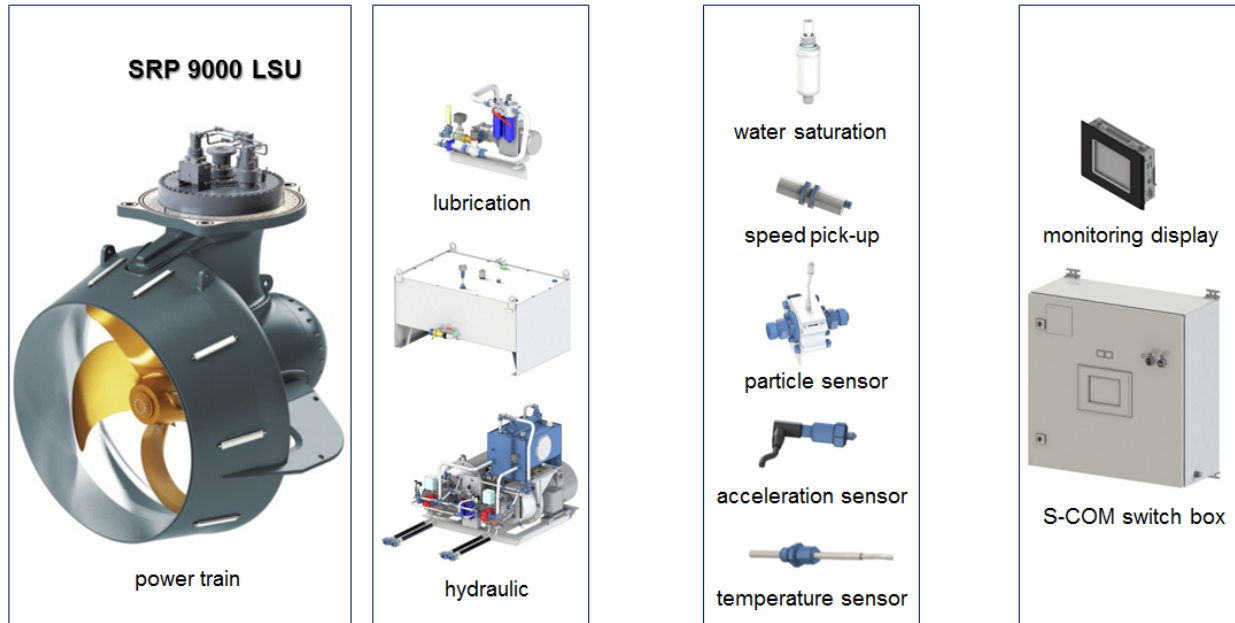 SRP 9000 LSU
power train
lubrication
hydraulic
water saturation
speed pick-up
particle sensor
acceleration sensor
temperature sensor
monitoring display
S-COM switch box